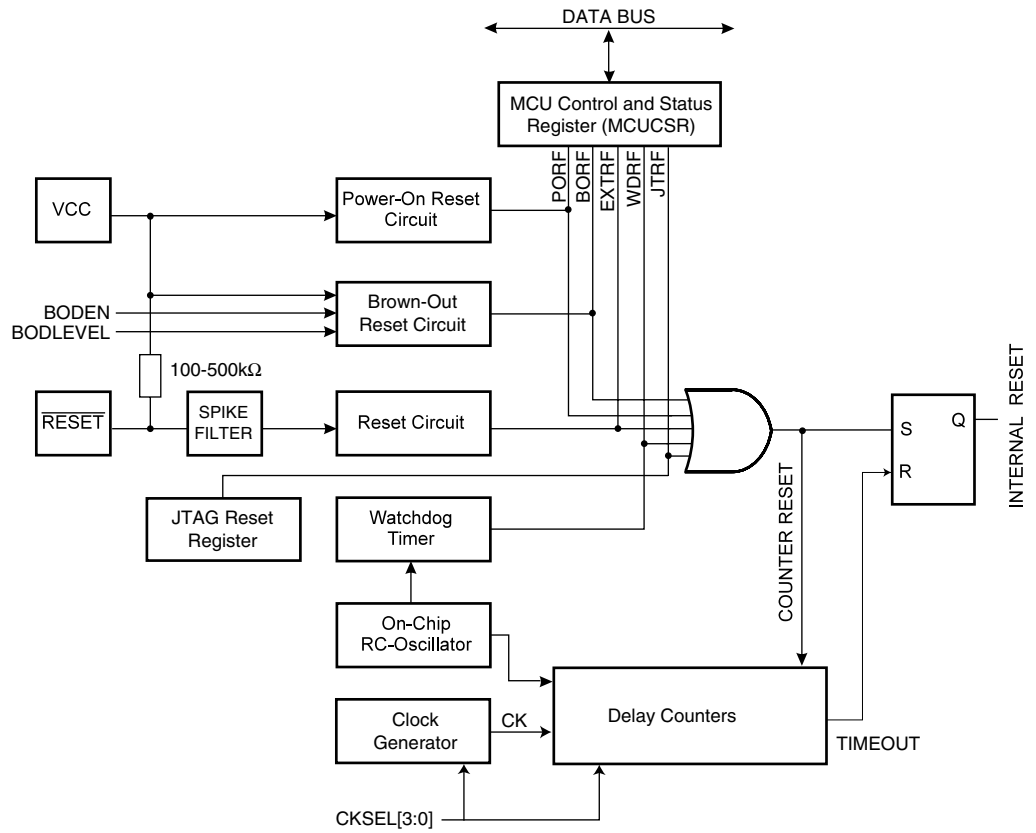 DATA BUS
MCU Control and Status
Register (MCUCSR)
PORF
BORF
EXTRF
WDRF
JTRF
VCC
Power-On Reset
Circuit
BODEN
BODLEVEL
Brown-Out
Reset Circuit
100-500kΩ
RESET
SPIKE
FILTER
Reset Circuit
S
Q
R
INTERNAL RESET
JTAG Reset
Register
Watchdog
Timer
COUNTER RESET
On-Chip
RC-Oscillator
Clock
Generator
CK
Delay Counters
TIMEOUT
CKSEL[3:0]